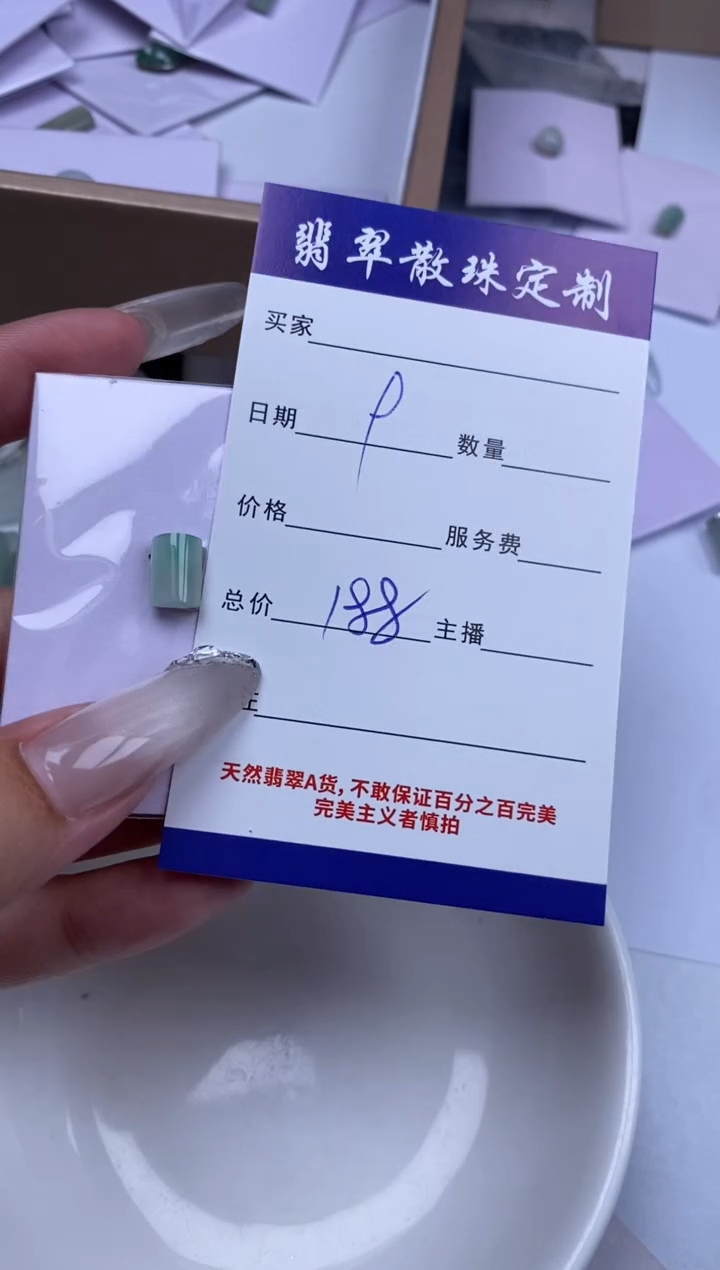 翡翠散珠定制
买家
日期 P 数量
价格 服务费
总价 188 主播
天然翡翠A货,不敢保证百分之百完美
完美主义者慎拍